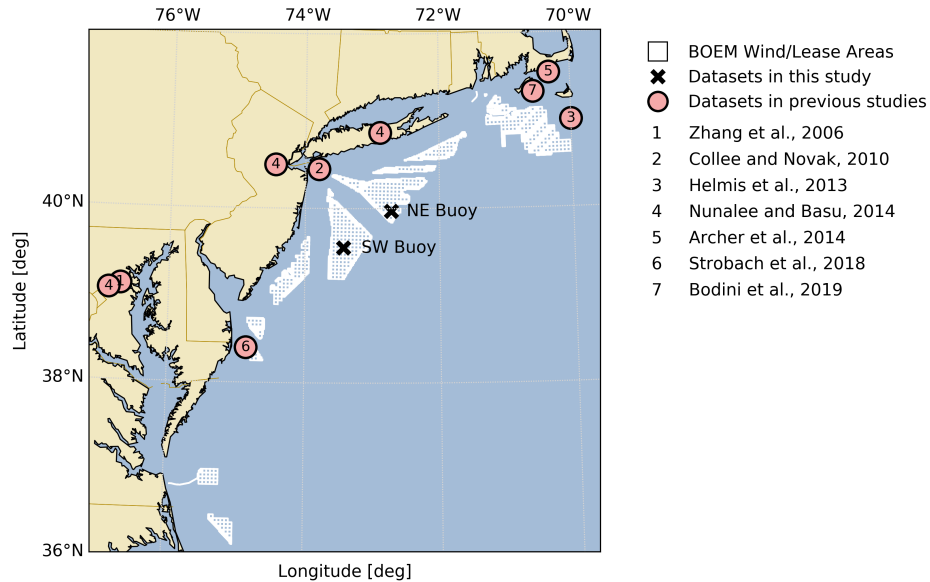 76°W 74°W 72°W 70°W
BOEM Wind/Lease Areas
Datasets in this study
Datasets in previous studies
1 Zhang et al., 2006
2 Collee and Novak, 2010
3 Helmis et al., 2013
4 Nunalee and Basu, 2014
5 Archer et al., 2014
6 Strobach et al., 2018
7 Bodini et al., 2019
5
7
3
4
4
2
40°N
NE Buoy
SW Buoy
4 1
6
38°N
36°N
Latitude [deg]
Longitude [deg]